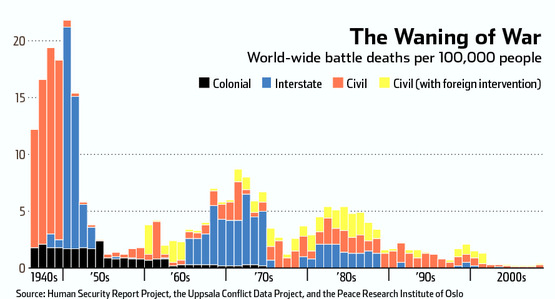 The Waning of War
World-wide battle deaths per 100,000 people
Colonial Interstate Civil Civil (with foreign intervention)
20
15
10
5
0
1940s '50s '60s '70s '80s '90s 2000s
Source: Human Security Report Project, the Uppsala Conflict Data Project, and the Peace Research Institute of Oslo